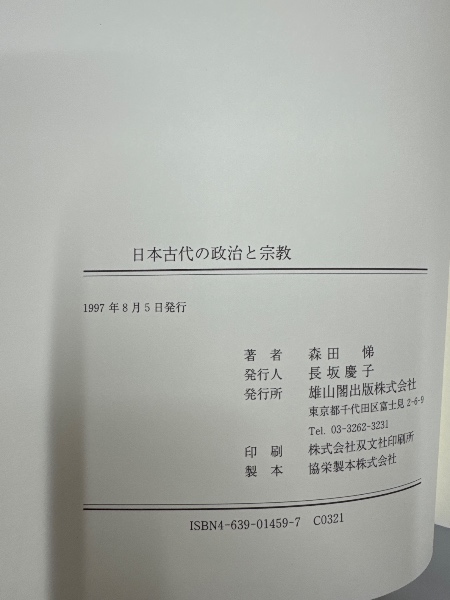 日本古代の政治と宗教
1997年8月5日発行
著 者 森田 悌
発行人 長坂慶子
発行所 雄山閣出版株式会社
東京都千代田区富士見2-6-9
Tel. 03-3262-3231
印 刷 株式会社双文社印刷所
製 本 協栄製本株式会社
ISBN4-639-01459-7 C0321